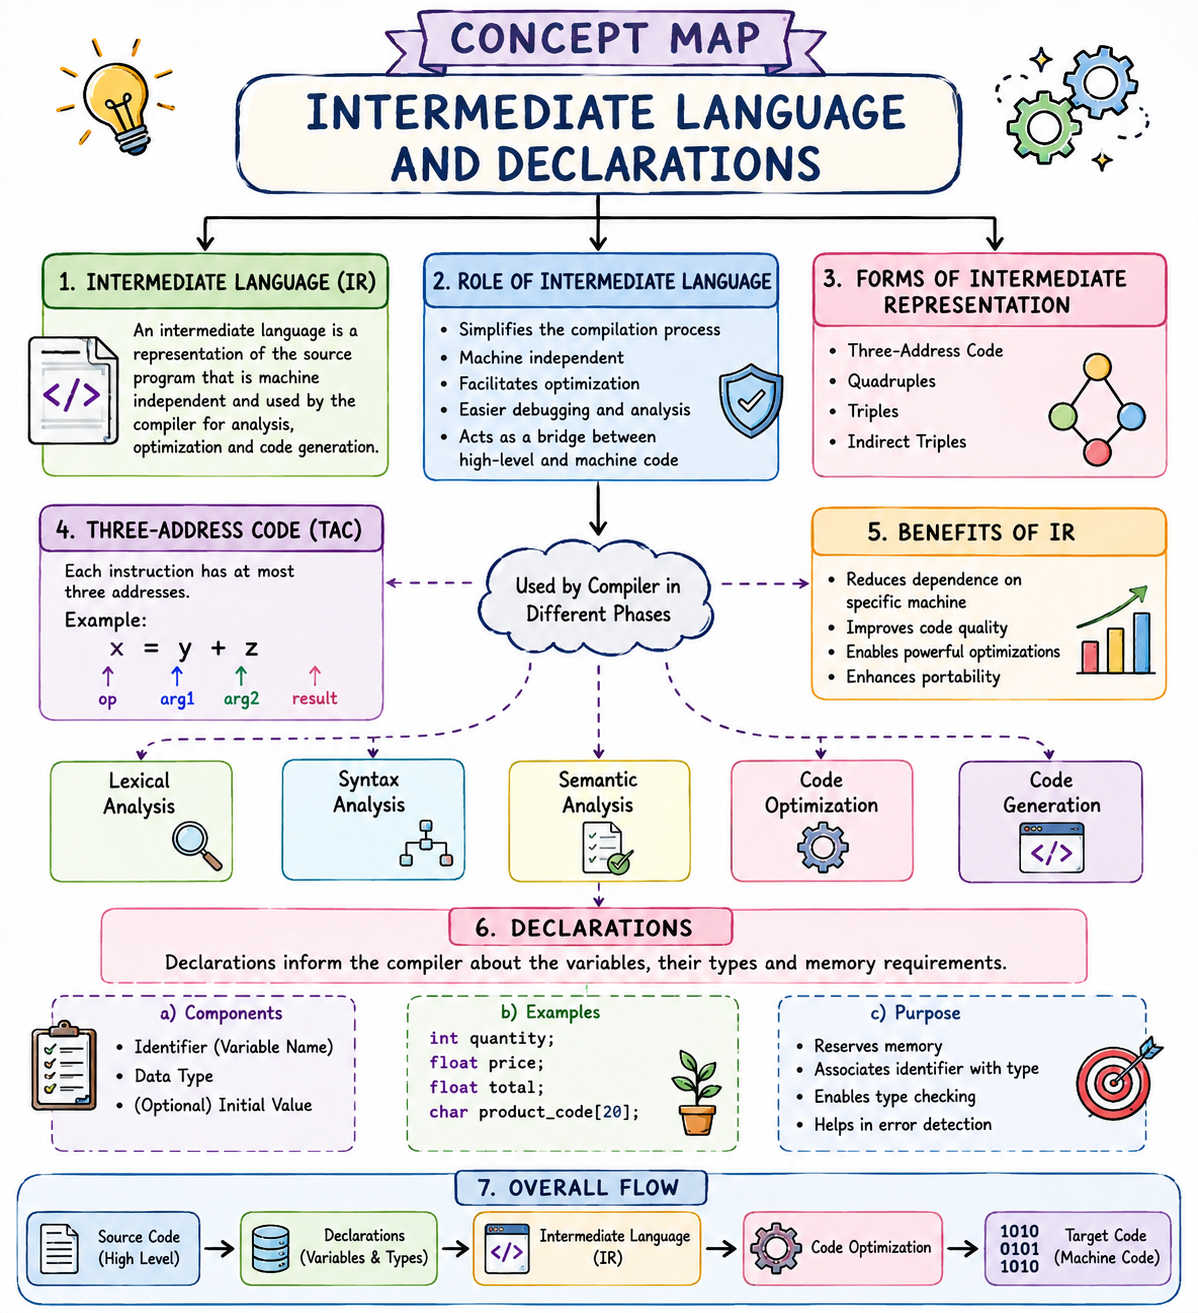 CONCEPT MAP
INTERMEDIATE LANGUAGE
AND DECLARATIONS
1. INTERMEDIATE LANGUAGE (IR)
An intermediate language is a
representation of the source
program that is machine
independent and used by the
compiler for analysis,
optimization and code generation.
</>
2. ROLE OF INTERMEDIATE LANGUAGE
• Simplifies the compilation process
• Machine independent
• Facilitates optimization
• Easier debugging and analysis
• Acts as a bridge between
high-level and machine code
3. FORMS OF INTERMEDIATE
REPRESENTATION
• Three-Address Code
• Quadruples
• Triples
• Indirect Triples
4. THREE-ADDRESS CODE (TAC)
Each instruction has at most
three addresses.
Example:
x = y + z
op arg1 arg2 result
Used by Compiler in
Different Phases
5. BENEFITS OF IR
• Reduces dependence on
specific machine
• Improves code quality
• Enables powerful optimizations
• Enhances portability
Lexical
Analysis
Syntax
Analysis
Semantic
Analysis
Code
Optimization
Code
Generation
</>
6. DECLARATIONS
Declarations inform the compiler about the variables, their types and memory requirements.
a) Components
• Identifier (Variable Name)
• Data Type
• (Optional) Initial Value
b) Examples
int quantity;
float price;
float total;
char product_code[20];
c) Purpose
• Reserves memory
• Associates identifier with type
• Enables type checking
• Helps in error detection
7. OVERALL FLOW
Source Code
(High Level)
Declarations
(Variables & Types)
</>
Intermediate Language
(IR)
Code Optimization
1010
0101
1010
Target Code
(Machine Code)